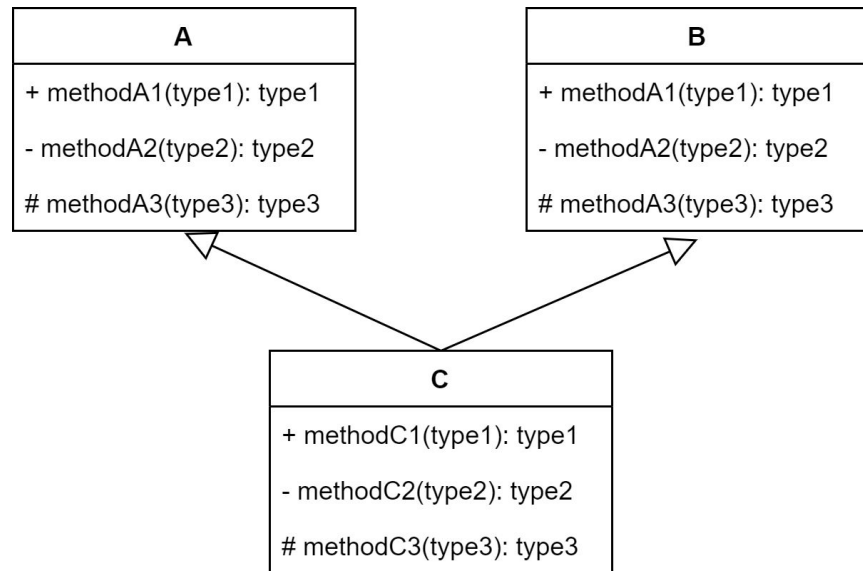 A
+ methodA1(type1): type1
- methodA2(type2): type2
# methodA3(type3): type3
B
+ methodA1(type1): type1
- methodA2(type2): type2
# methodA3(type3): type3
C
+ methodC1(type1): type1
- methodC2(type2): type2
# methodC3(type3): type3